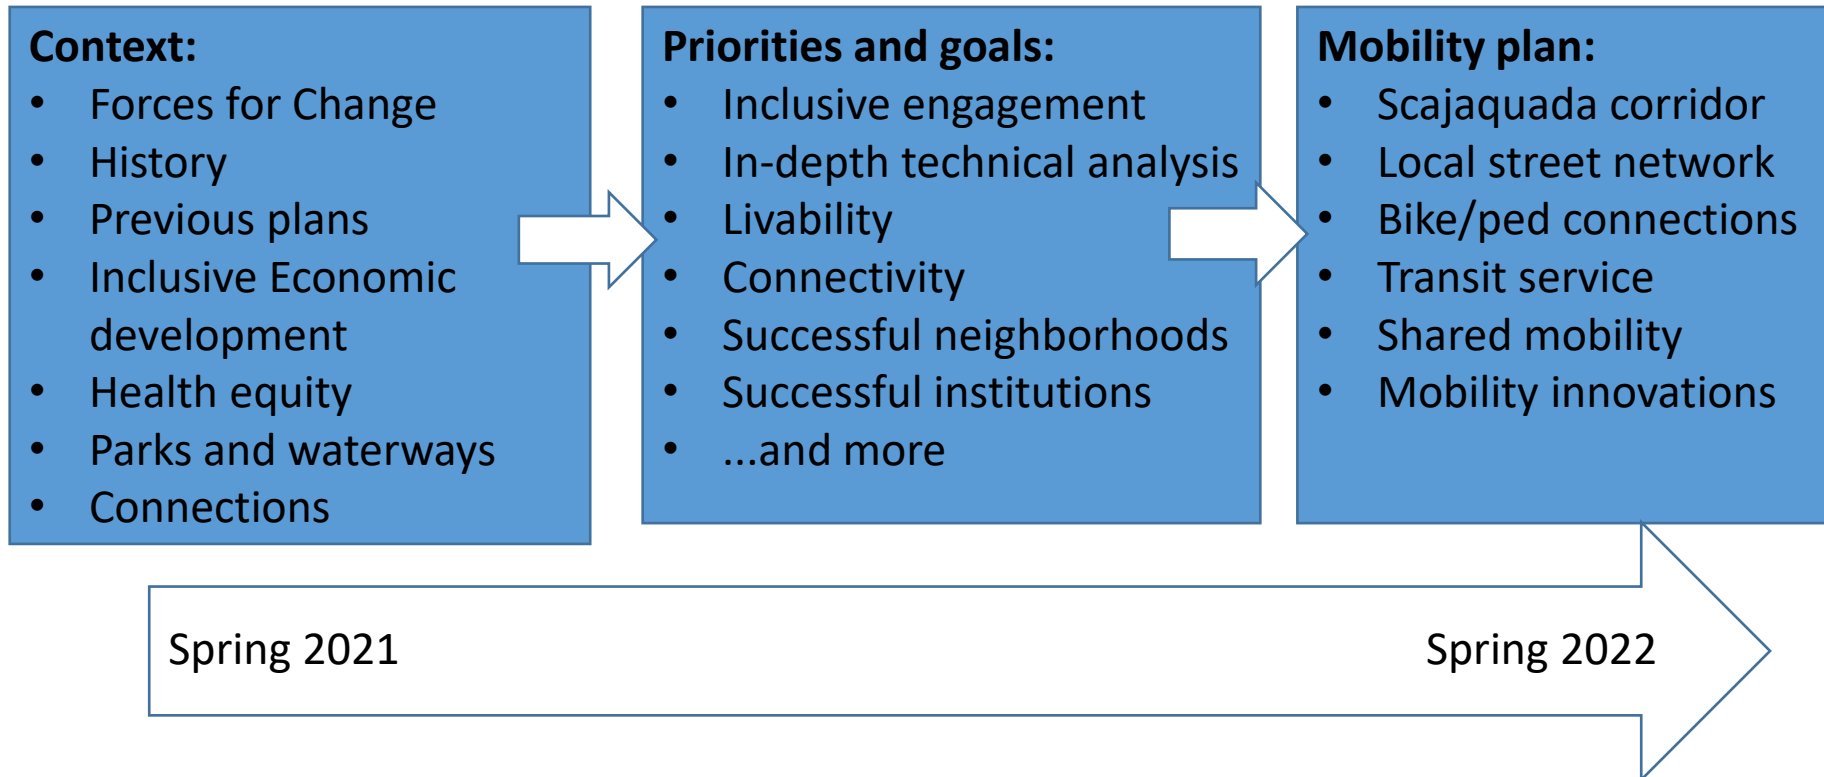 Context:
• Forces for Change
• History
• Previous plans
• Inclusive Economic
development
• Health equity
• Parks and waterways
• Connections
Priorities and goals:
• Inclusive engagement
• In-depth technical analysis
• Livability
• Connectivity
• Successful neighborhoods
• Successful institutions
• ...and more
Mobility plan:
• Scajaquada corridor
• Local street network
• Bike/ped connections
• Transit service
• Shared mobility
• Mobility innovations
Spring 2021
Spring 2022